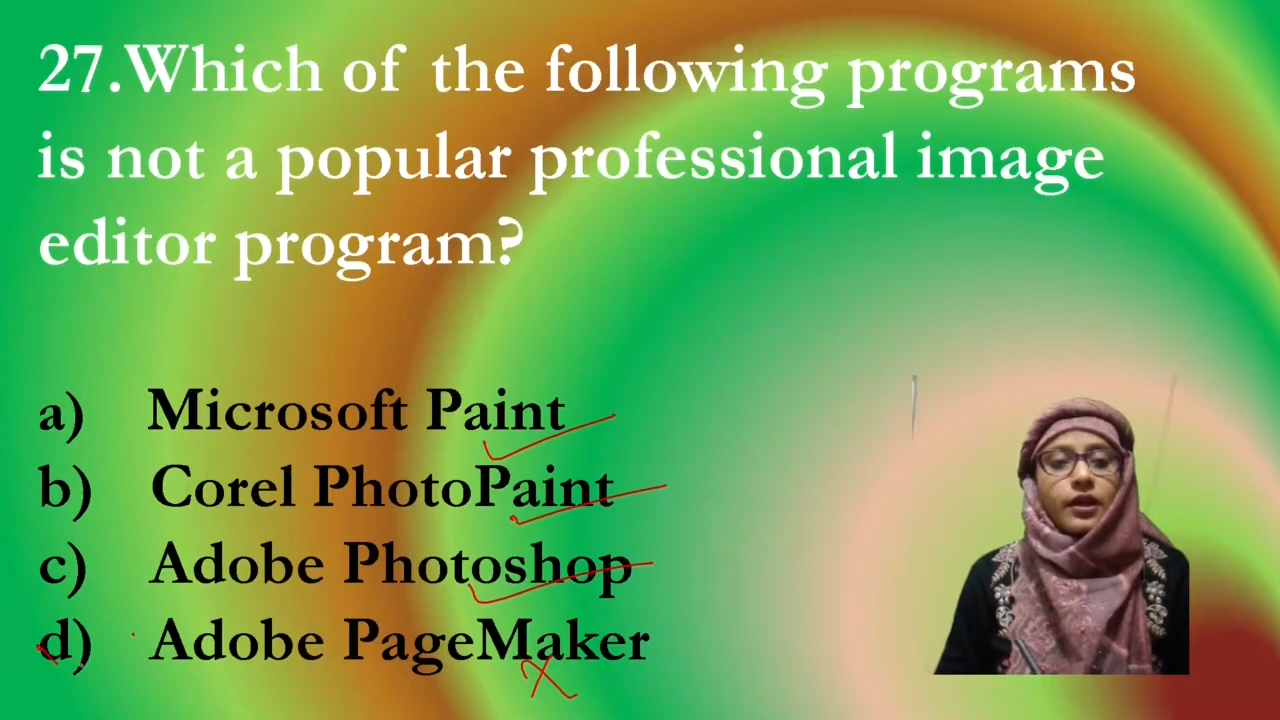 27.Which of the following programs
is not a popular professional image
editor program?
a) Microsoft Paint
b) Corel PhotoPaint
c) Adobe Photoshop
d) Adobe PageMaker